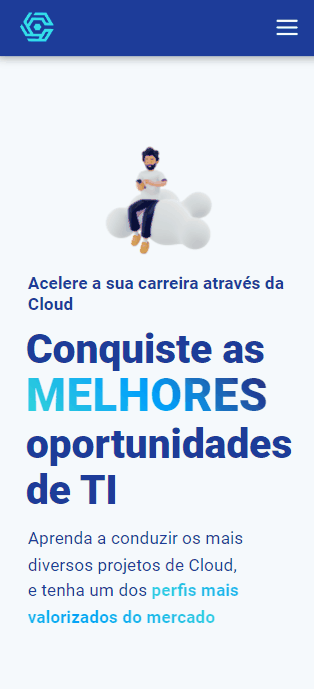 Acelere a sua carreira através da
Cloud
Conquiste as
MELHORES
oportunidades
de TI
Aprenda a conduzir os mais
diversos projetos de Cloud,
e tenha um dos perfis mais
valorizados do mercado